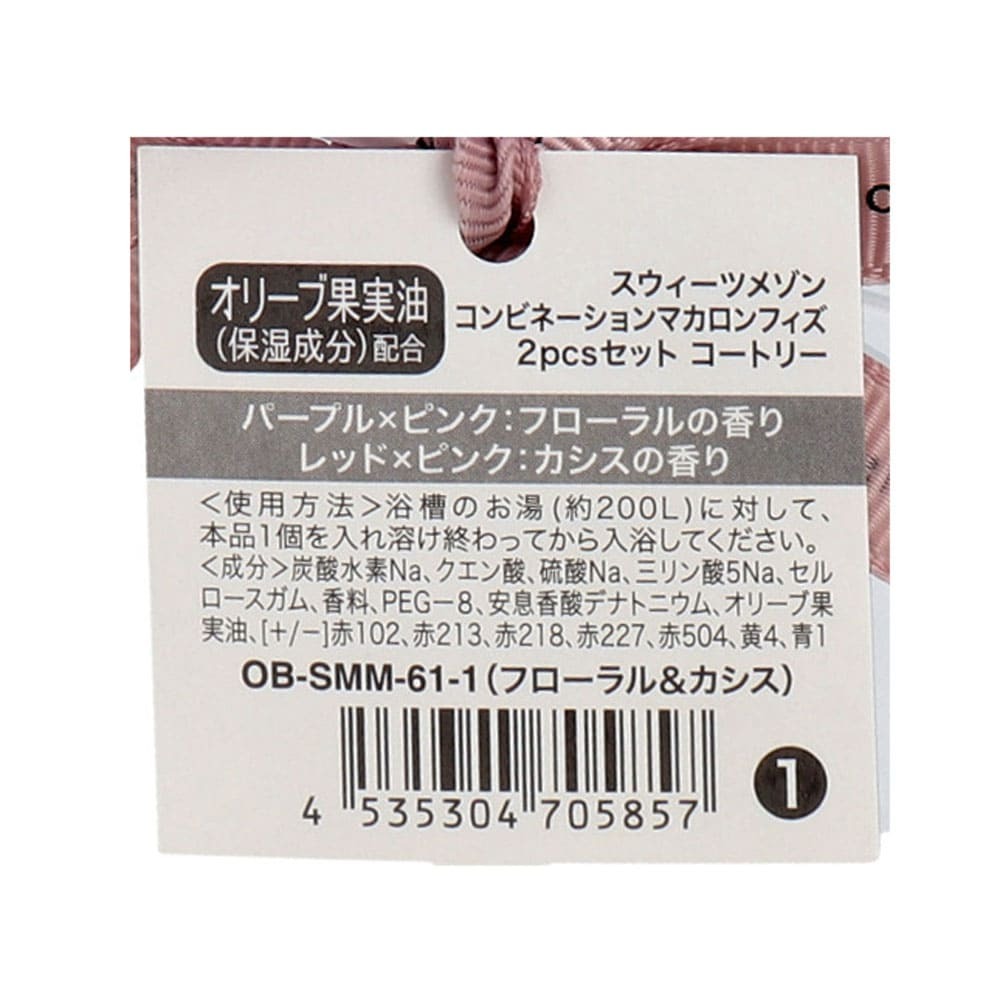 オリーブ果実油
(保湿成分)配合
スウィーツメゾン
コンビネーションマカロンフィズ
2pcsセット コートリー
パープル×ピンク:フローラルの香り
レッド×ピンク:カシスの香り
<使用方法>浴槽のお湯(約200L)に対して、
本品1個を入れ溶け終わってから入浴してください。
<成分>炭酸水素Na、クエン酸、硫酸Na、三リン酸5Na、セル
ロースガム、香料、PEG-8、安息香酸デナトニウム、オリーブ果
実油、[+/-]赤102、赤213、赤218、赤227、赤504、黄4、青1
OB-SMM-61-1(フローラル&カシス)
4 535304 705857
1